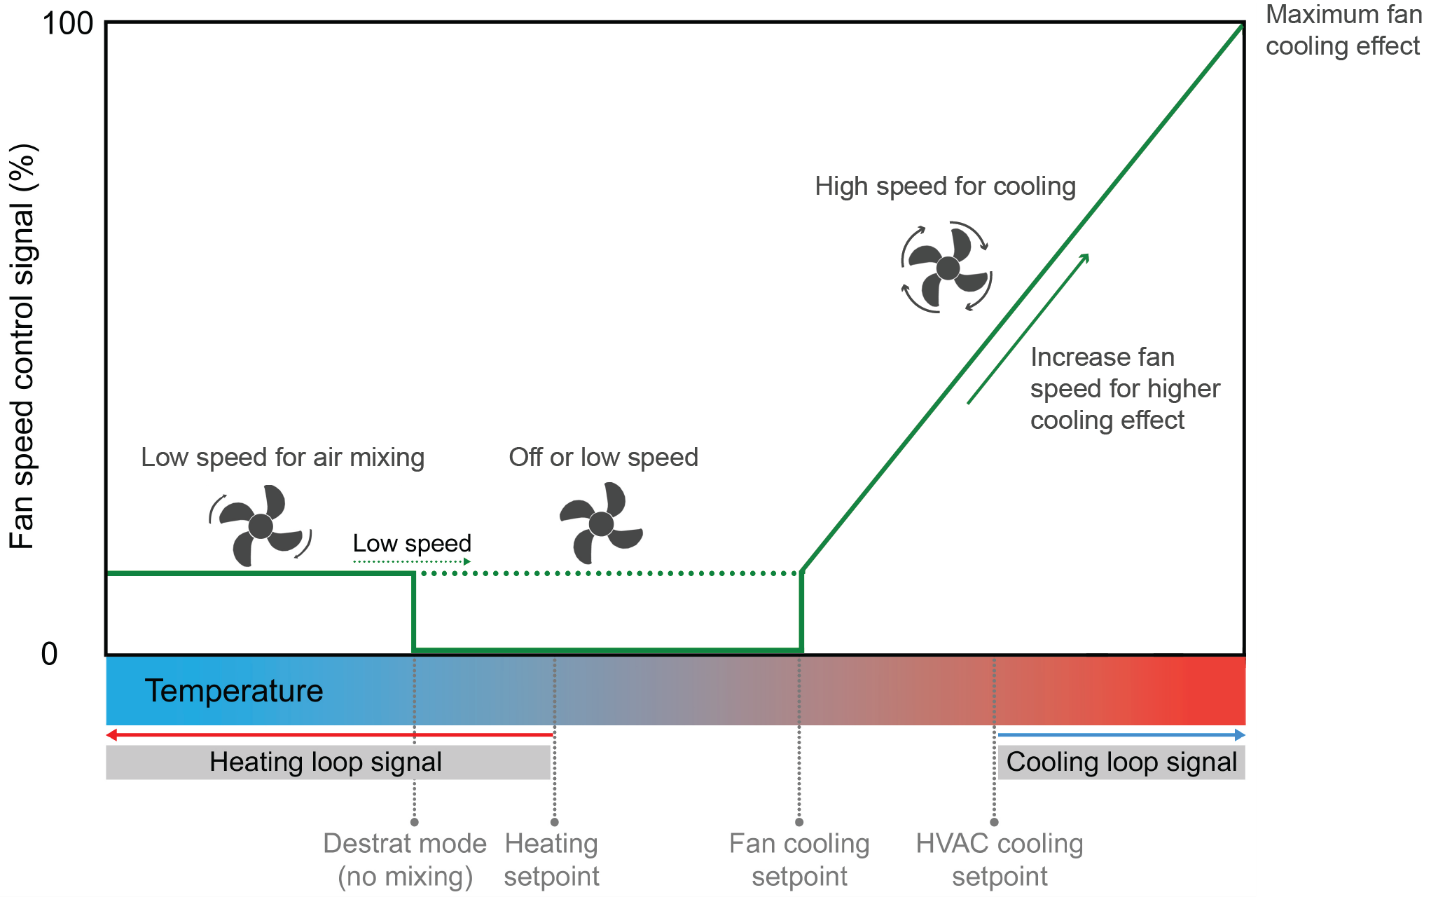 100
Maximum fan
cooling effect
Fan speed control signal (%)
High speed for cooling
Increase fan
speed for higher
cooling effect
Low speed for air mixing
Off or low speed
Low speed
0
Temperature
Heating loop signal
Cooling loop signal
Destrat mode
(no mixing)
Heating
setpoint
Fan cooling
setpoint
HVAC cooling
setpoint